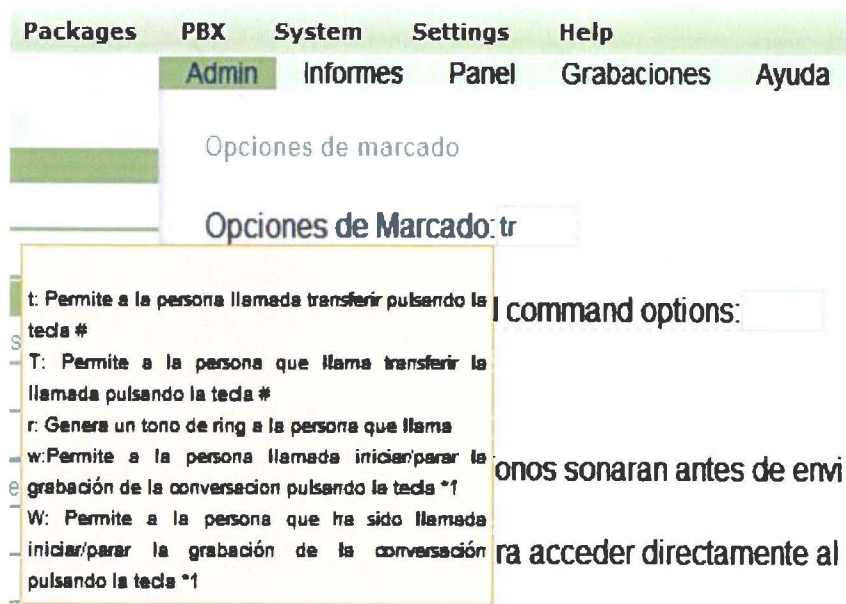 Packages PBX System Settings Help
Admin Informes Panel Grabaciones Ayuda
Opciones de marcado
Opciones de Marcado: tr
command options:
t: Permite a la persona llamada transferir pulsando la
tecla #
T: Permite a la persona que llama transferir la
llamada pulsando la tecla #
r: Genera un tono de ring a la persona que llama
w:Permite a la persona llamada iniciar/parar la
grabación de la conversacion pulsando la tecla *1
W: Permite a la persona que ha sido llamada
iniciar/parar la grabación de la conversación
pulsando la tecla *1
onos sonaran antes de envi
ra acceder directamente al